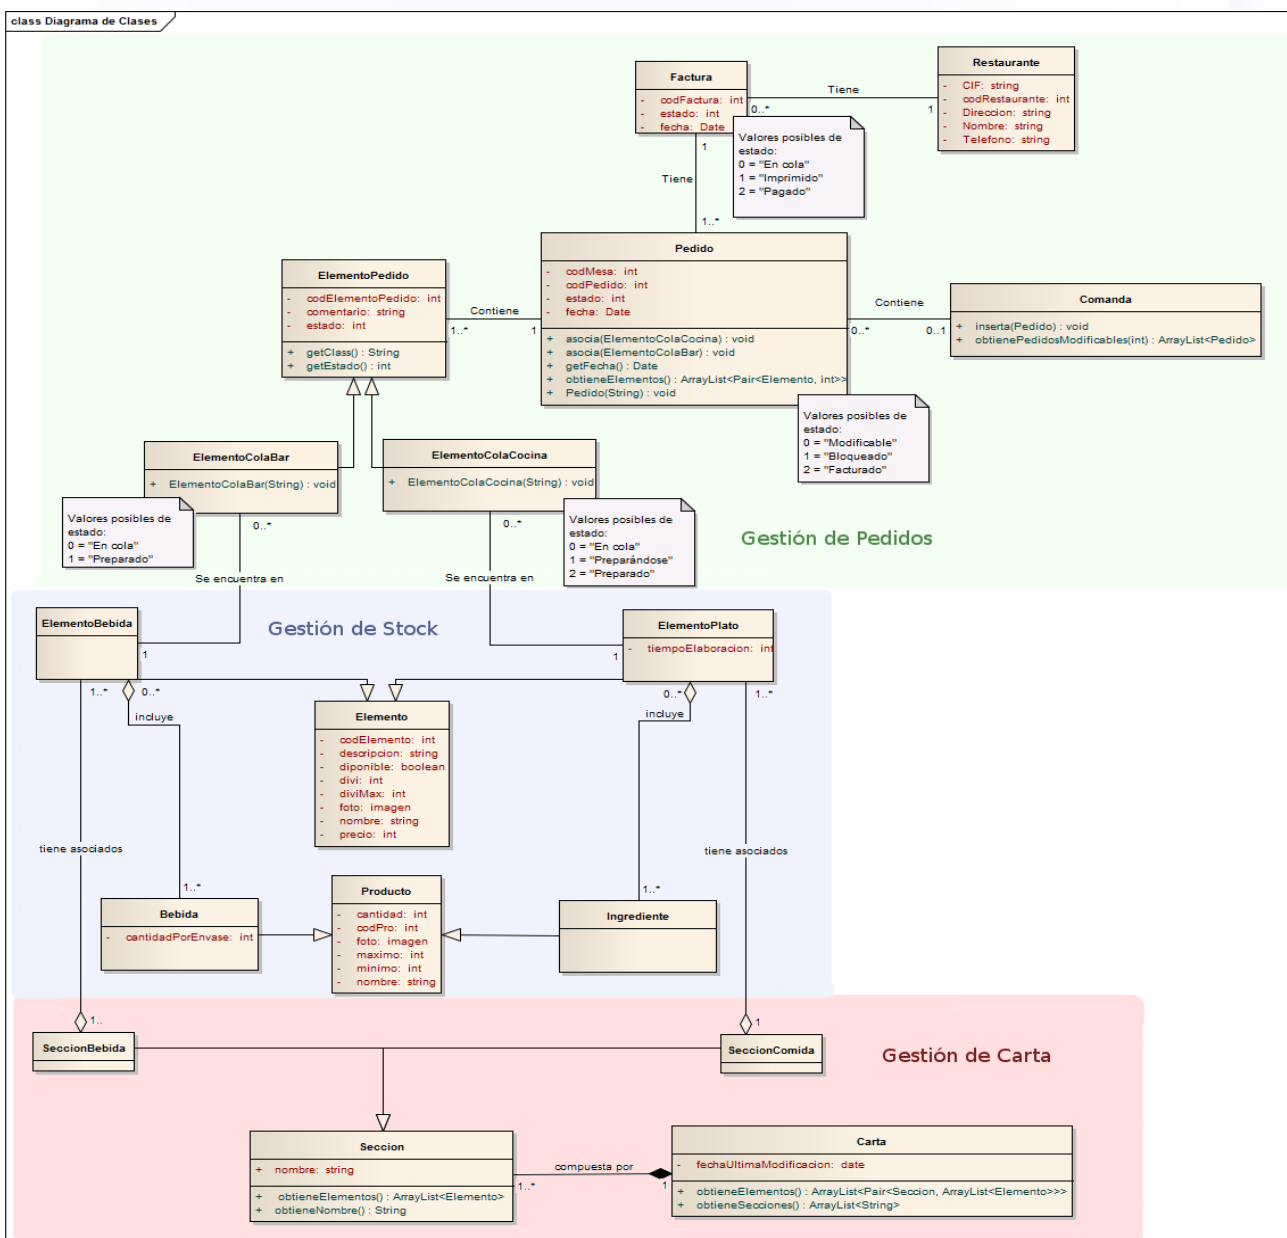 class Diagrama de Clases
Factura
- codFactura: int
- estado: int
- fecha: Date
Tiene
0..*
1
Restaurante
- CIF: string
- codRestaurante: int
- Direccion: string
- Nombre: string
- Telefono: string
Valores posibles de
estado:
0 = "En cola"
1 = "Imprimido"
2 = "Pagado"
1
Tiene
1..*
ElementoPedido
- codElementoPedido: int
- comentario: string
- estado: int
+ getClass() : String
+ getEstado() : int
Contiene
1..*
1
Pedido
- codMesa: int
- codPedido: int
- estado: int
- fecha: Date
+ asocia(ElementoColaCocina) : void
+ asocia(ElementoColaBar) : void
+ getFecha() : Date
+ obtieneElementos() : ArrayList<Pair<Elemento, int>>
+ Pedido(String) : void
Contiene
0..*
0..1
Comanda
+ inserta(Pedido) : void
+ obtienePedidosModificables(int) : ArrayList<Pedido>
Valores posibles de
estado:
0 = "Modificable"
1 = "Bloqueado"
2 = "Facturado"
ElementoColaBar
+ ElementoColaBar(String) : void
ElementoColaCocina
+ ElementoColaCocina(String) : void
Valores posibles de
estado:
0 = "En cola"
1 = "Preparado"
0..*
0..*
Valores posibles de
estado:
0 = "En cola"
1 = "Preparándose"
2 = "Preparado"
Gestión de Pedidos
Se encuentra en
Se encuentra en
ElementoBebida
Gestión de Stock
ElementoPlato
- tiempoElaboracion: int
1
1
1..*
0..*
0..*
1..*
incluye
incluye
Elemento
- codElemento: int
- descripcion: string
- diponible: boolean
- divi: int
- diviMax: int
- foto: imagen
- nombre: string
- precio: int
tiene asociados
tiene asociados
1..*
1..*
Bebida
- cantidadPorEnvase: int
Producto
- cantidad: int
- codPro: int
- foto: imagen
- maximo: int
- minimo: int
- nombre: string
Ingrediente
1..
1
SeccionBebida
SeccionComida
Gestión de Carta
Seccion
+ nombre: string
+ obtieneElementos() : ArrayList<Elemento>
+ obtieneNombre() : String
compuesta por
1..*
1
Carta
- fechaUltimaModificacion: date
+ obtieneElementos() : ArrayList<Pair<Seccion, ArrayList<Elemento>>>
+ obtieneSecciones() : ArrayList<String>